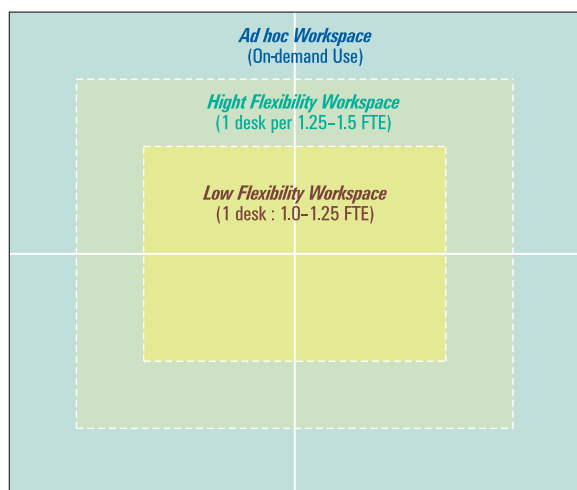 Ad hoc Workspace
(On-demand Use)
Hight Flexibility Workspace
(1 desk per 1.25–1.5 FTE)
Low Flexibility Workspace
(1 desk : 1.0–1.25 FTE)